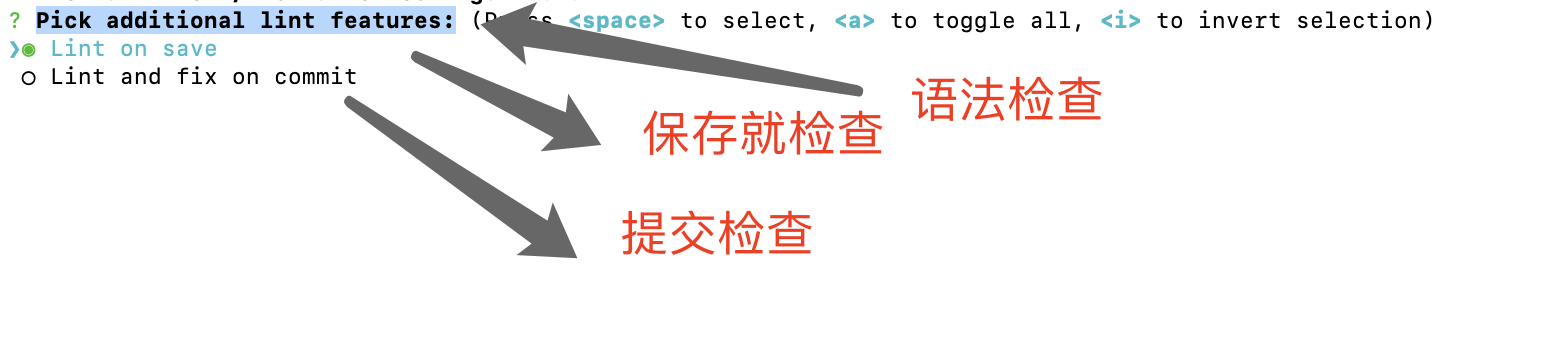 ? Pick additional lint features: (Press <space> to select, <a> to toggle all, <i> to invert selection)
❯◉ Lint on save
○ Lint and fix on commit
语法检查
保存就检查
提交检查